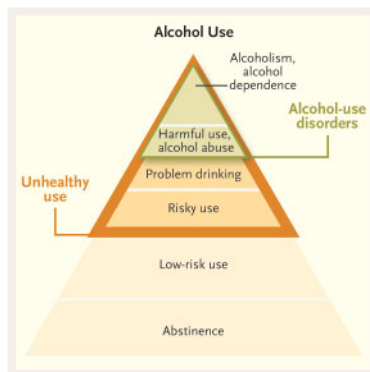 Alcohol Use
Alcoholism,
alcohol
dependence
Alcohol-use
disorders
Harmful use,
alcohol abuse
Problem drinking
Unhealthy
use
Risky use
Low-risk use
Abstinence